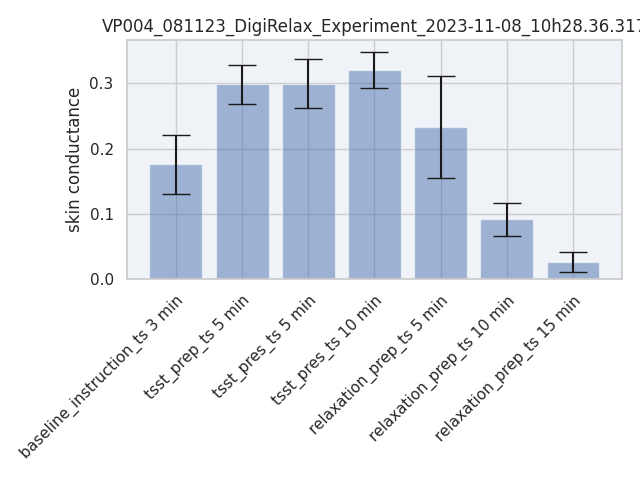 VP004_081123_DigiRelax_Experiment_2023-11-08_10h28.36.317
skin conductance
0.3
0.2
0.1
0.0
baseline_instruction_ts 3 min
tsst_prep_ts 5 min
tsst_pres_ts 5 min
tsst_pres_ts 10 min
relaxation_prep_ts 5 min
relaxation_prep_ts 10 min
relaxation_prep_ts 15 min